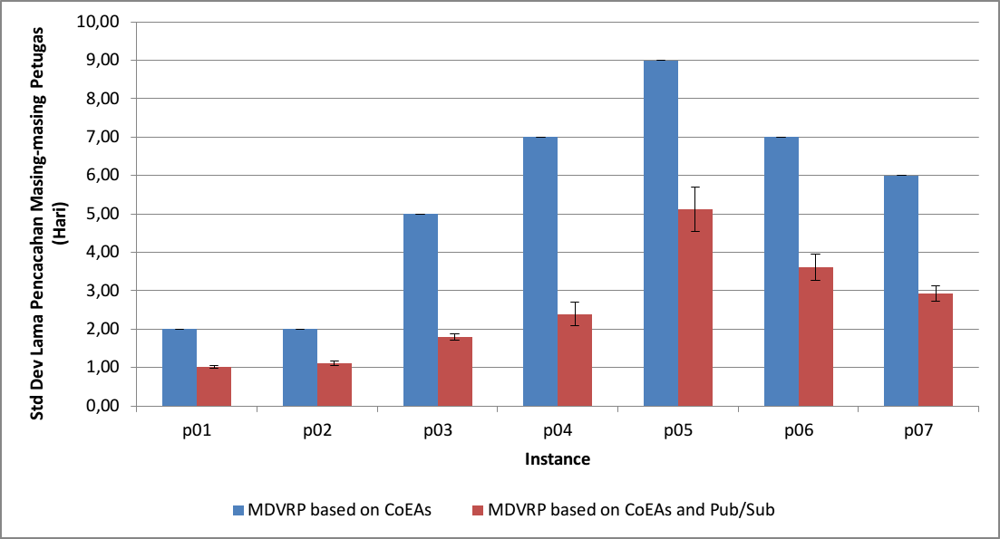 Std Dev Lama Pencacahan Masing-masing Petugas
(Hari)
10,00
9,00
8,00
7,00
6,00
5,00
4,00
3,00
2,00
1,00
0,00
p01 p02 p03 p04 p05 p06 p07
Instance
MDVRP based on CoEAs MDVRP based on CoEAs and Pub/Sub